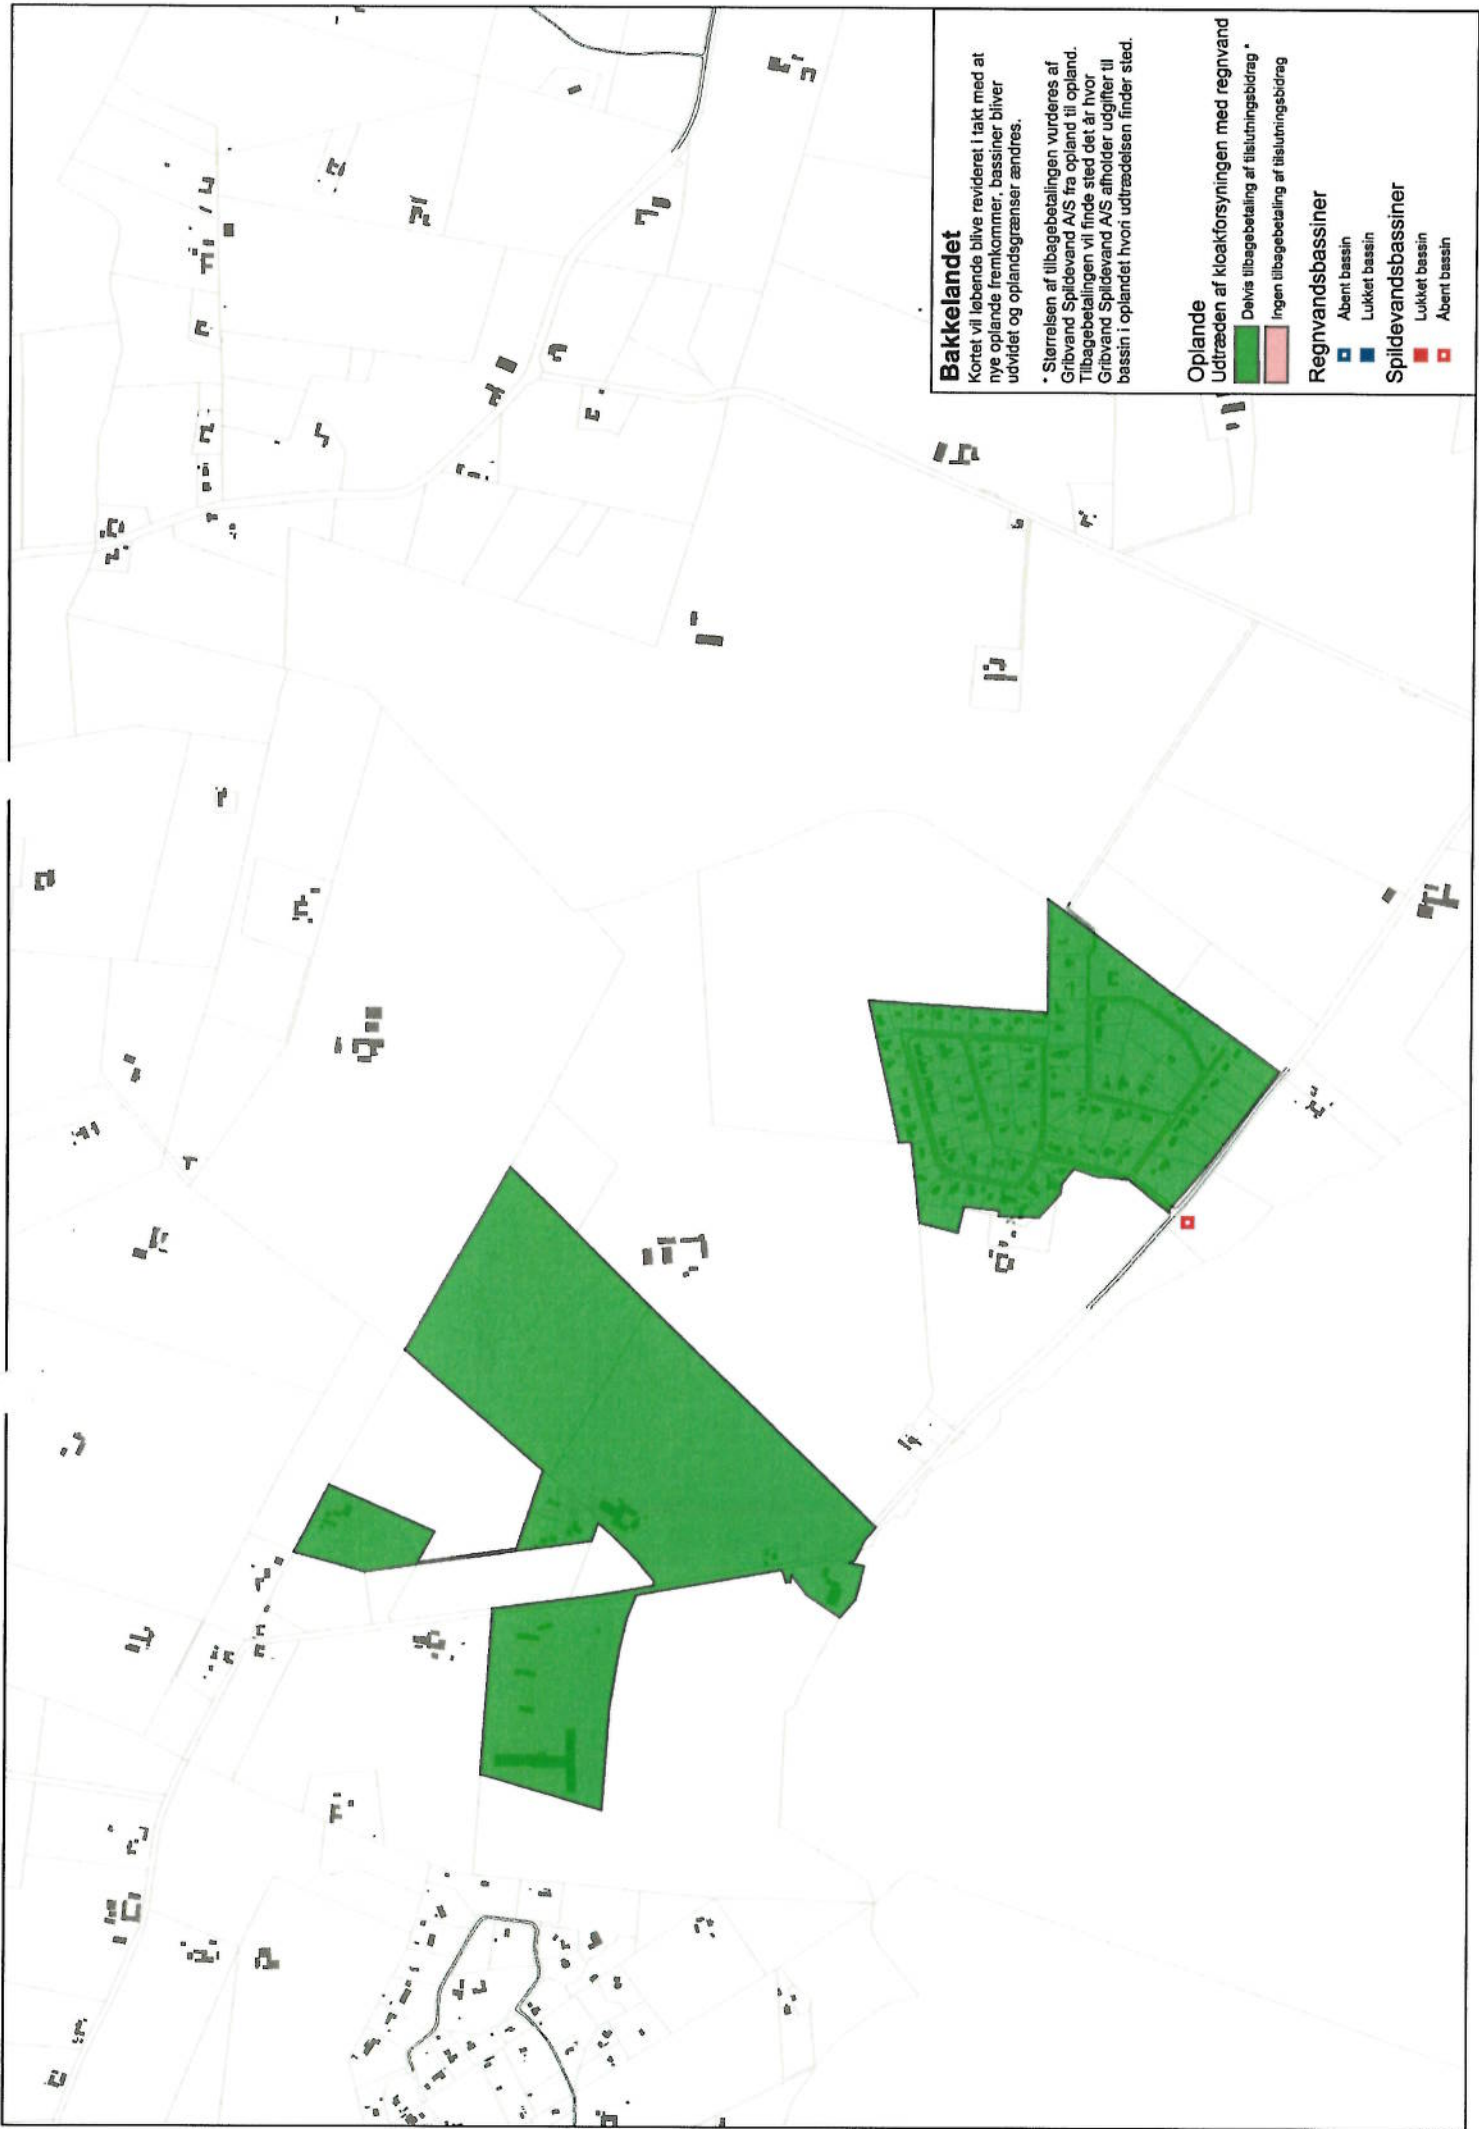 Bakkelandet
Kortet vil løbende blive revideret i takt med at
nye oplande fremkommer, bassiner bliver
udvidet og oplandsgrænser ændres.
* Størrelsen af tilbagebetalingen vurderes af
Gribvand Spildevand A/S fra opland til opland.
Tilbagebetalingen vil finde sted det år hvor
Gribvand Spildevand A/S afholder udgifter til
bassin i oplandet hvori udtrædelsen finder sted.
Oplande
Udtræden af kloakforsyningen med regnvand
Delvis tilbagebetaling af tilslutningsbidrag *
Ingen tilbagebetaling af tilslutningsbidrag
Regnvandsbassiner
Åbent bassin
Lukket bassin
Spildevandsbassiner
Lukket bassin
Åbent bassin